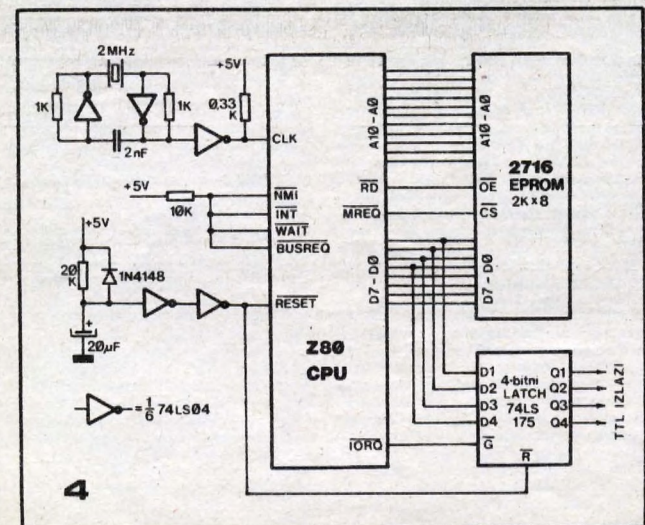 2MHz
+5V
1K
1K
0,33
K
2nF
CLK
+5V
10K
NMI
INT
WAIT
BUSREQ
+5V
20
K
1N4148
+
20µF
RESET
Z80
CPU
A10-A0
RD
MREQ
D7-D0
IORQ
A10-A0
2716
EPROM
2K×8
OE
CS
D7-D0
D1
D2
D3
D4
4-bitni
LATCH
74LS
175
G
R
Q1
Q2
Q3
Q4
TTL IZLAZI
= 1/6 74LS04
4